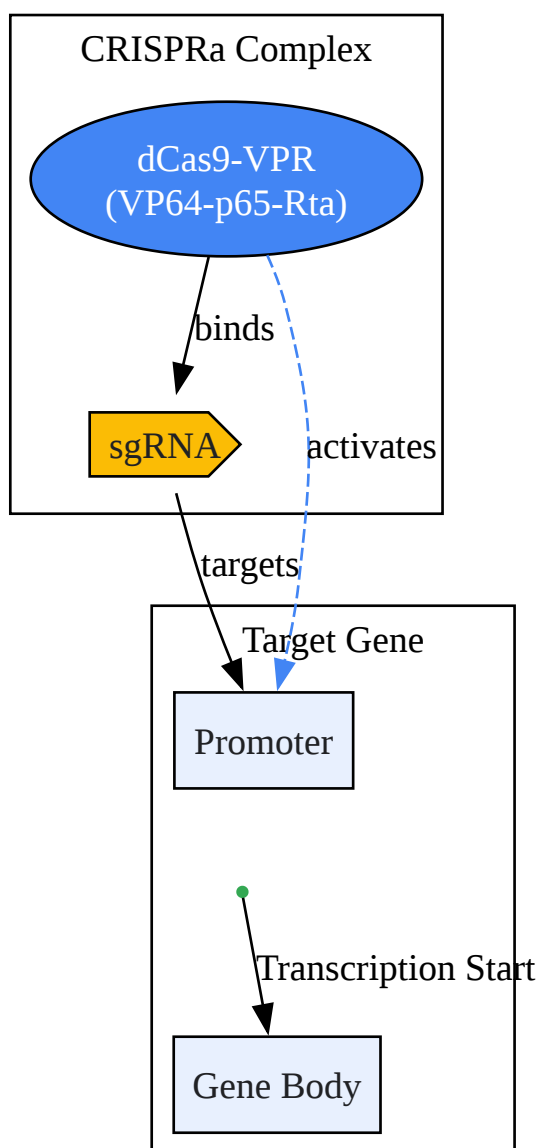 CRISPRa Complex
dCas9-VPR
(VP64-p65-Rta)
binds
sgRNA
activates
targets
Target Gene
Promoter
Transcription Start
Gene Body